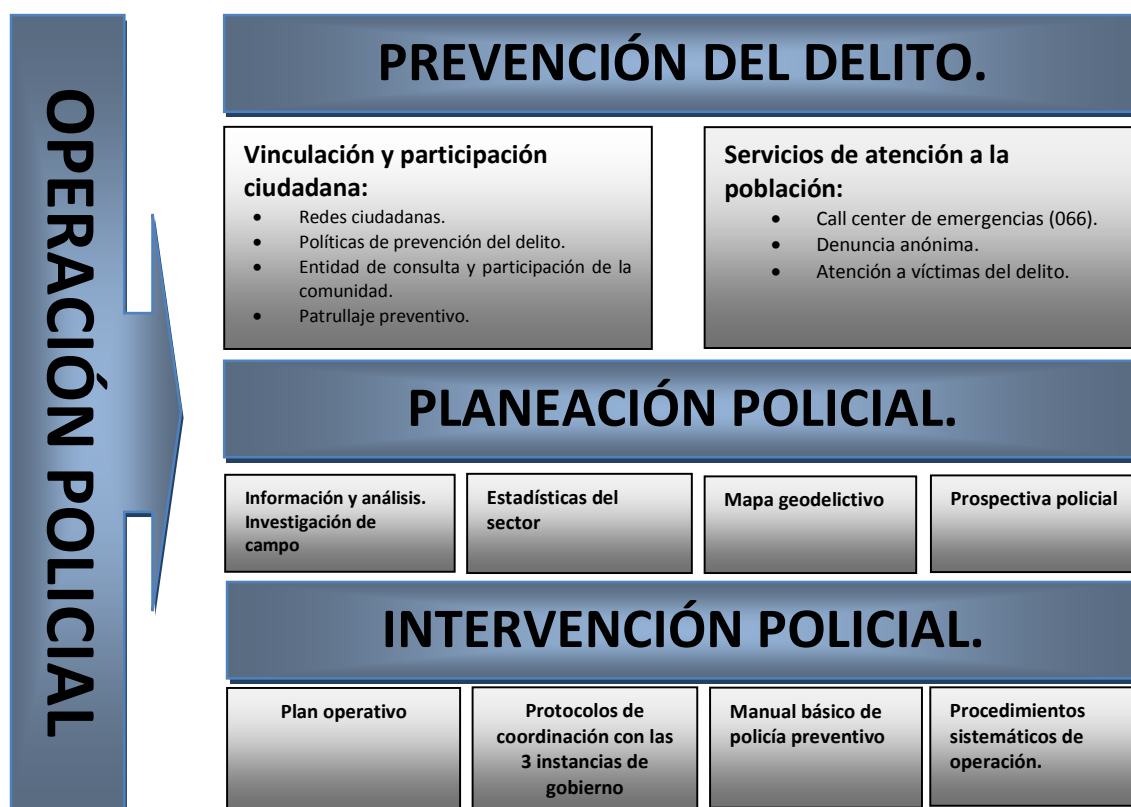 OPERACIÓN POLICIAL
PREVENCIÓN DEL DELITO.
Vinculación y participación
ciudadana:
• Redes ciudadanas.
• Políticas de prevención del delito.
• Entidad de consulta y participación de la
comunidad.
• Patrullaje preventivo.
Servicios de atención a la
población:
• Call center de emergencias (066).
• Denuncia anónima.
• Atención a víctimas del delito.
PLANEACIÓN POLICIAL.
Información y análisis.
Investigación de
campo
Estadísticas del
sector
Mapa geodelictivo
Prospectiva policial
INTERVENCIÓN POLICIAL.
Plan operativo
Protocolos de
coordinación con las
3 instancias de
gobierno
Manual básico de
policía preventivo
Procedimientos
sistemáticos de
operación.